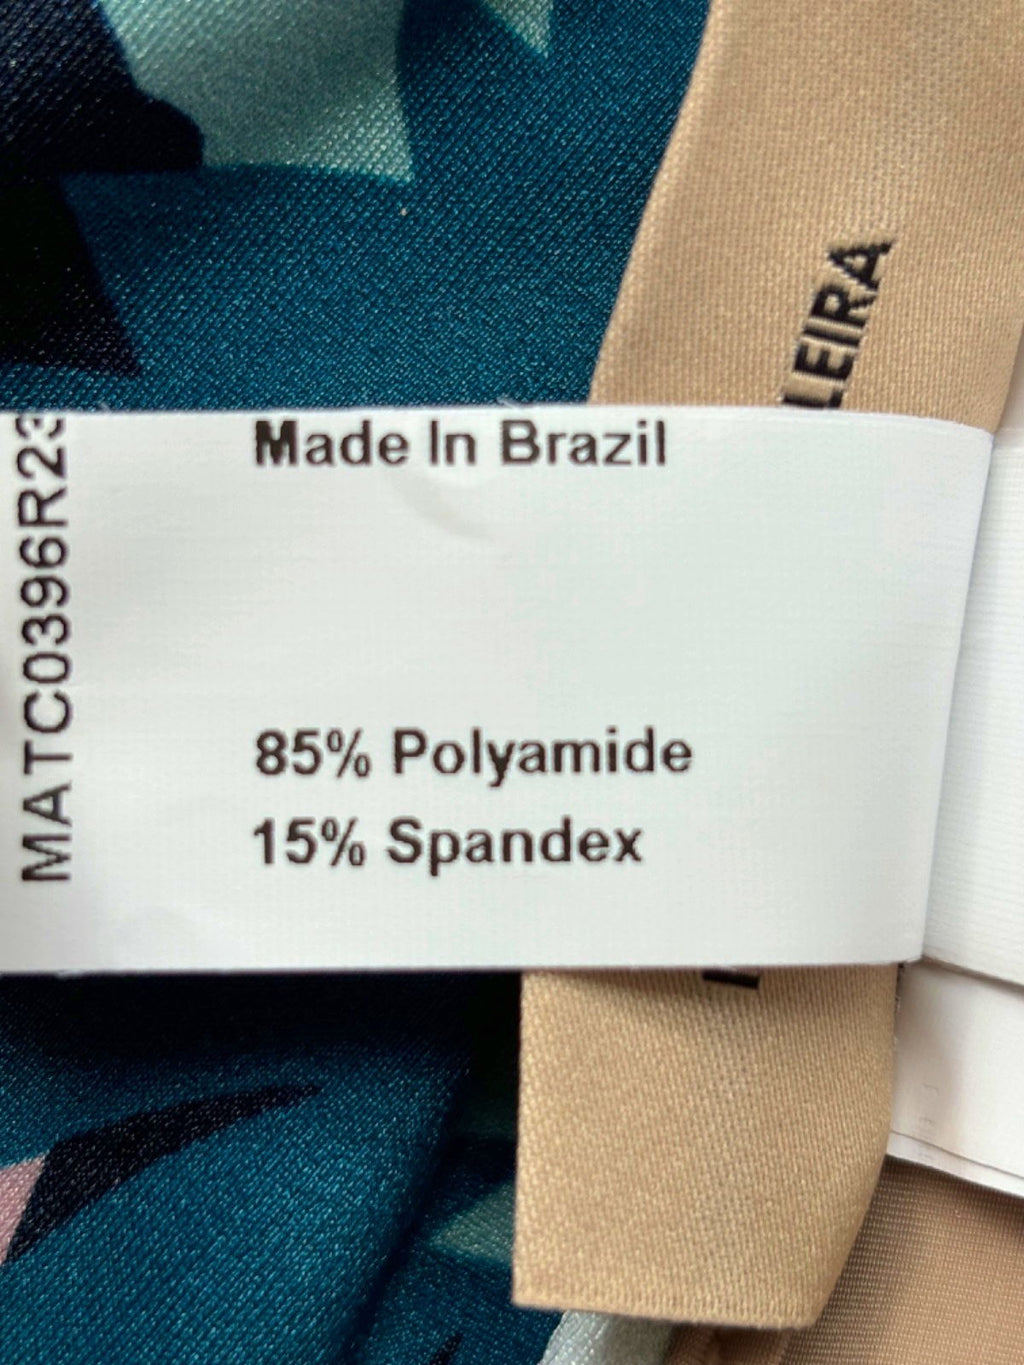 Made In Brazil
85% Polyamide
15% Spandex
MATC0396R23
LEIRA